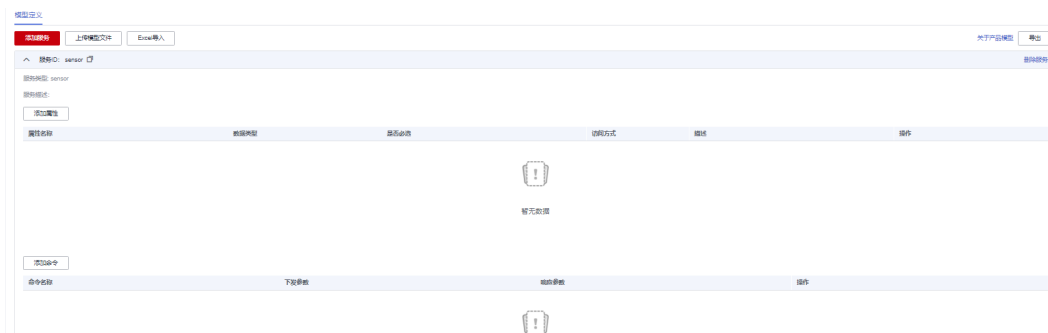 模型定义
添加服务 上传模型文件 Excel导入 关于产品模型 导出
服务ID: sensor 删除服务
服务类型: sensor
服务描述:
添加属性
属性名称 数据类型 是否必选 访问方式 描述 操作
暂无数据
添加命令
命令名称 下发参数 响应参数 操作